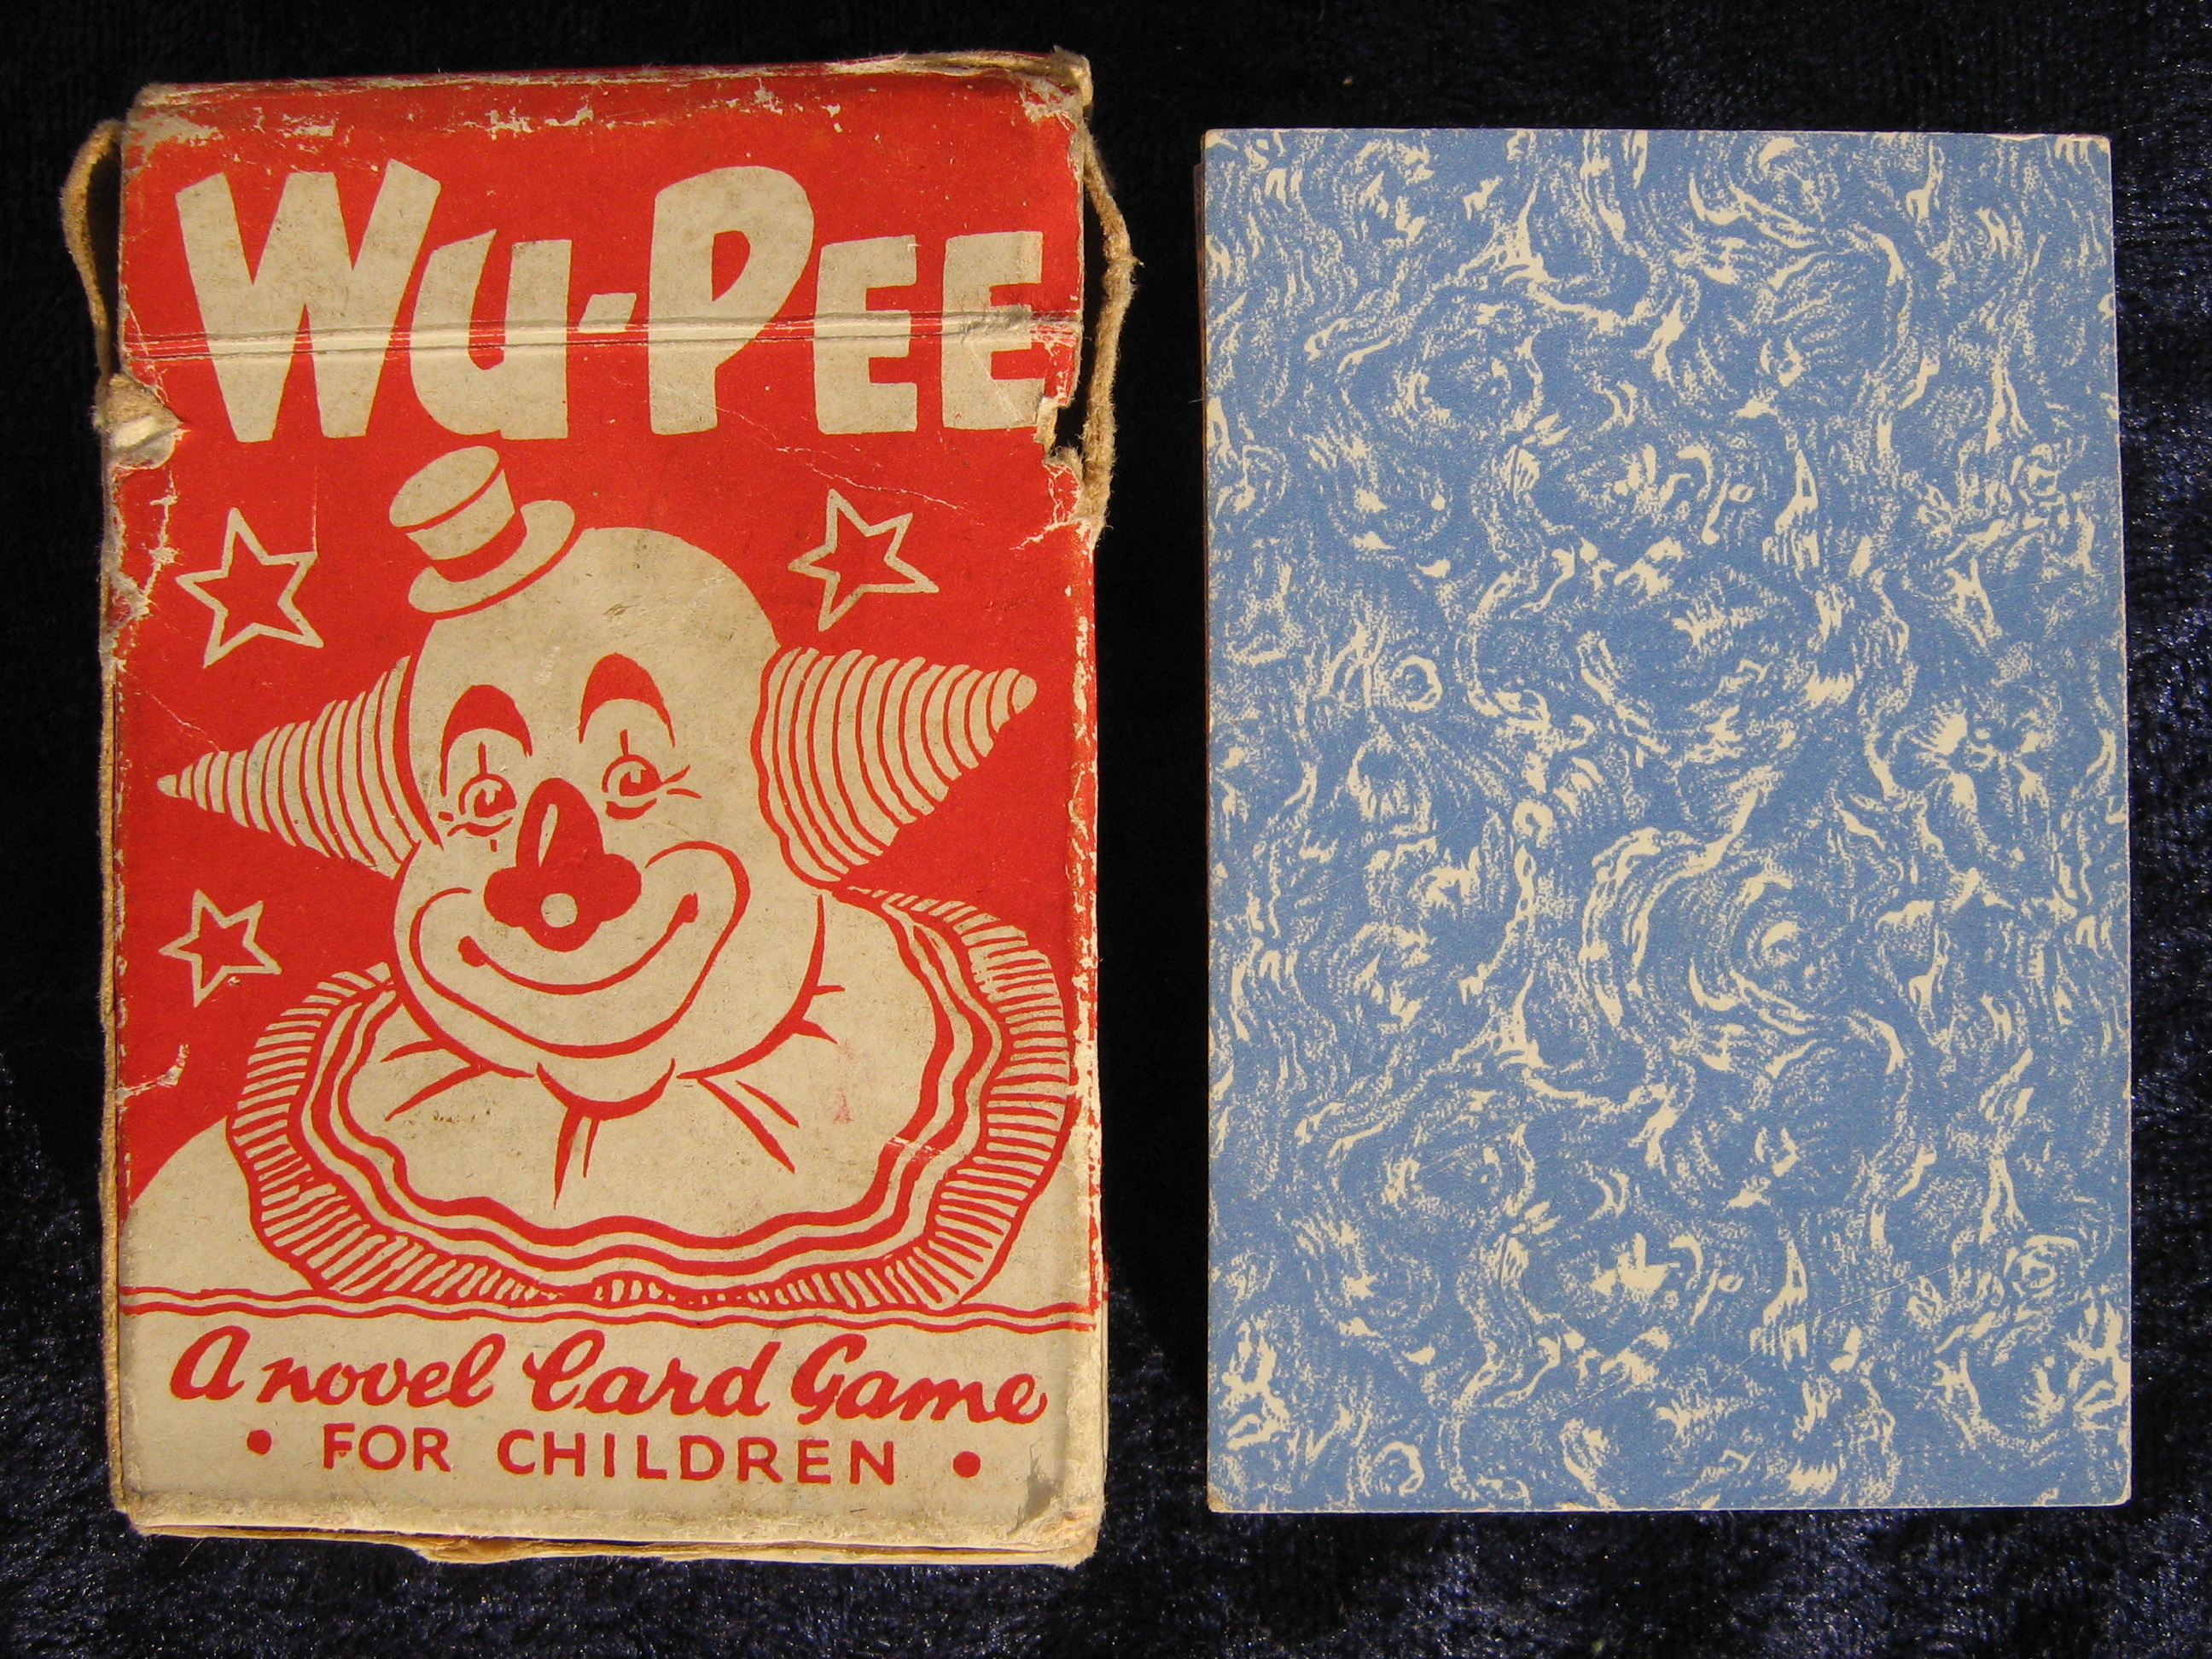 Wu-Pee
A novel Card Game
• FOR CHILDREN •